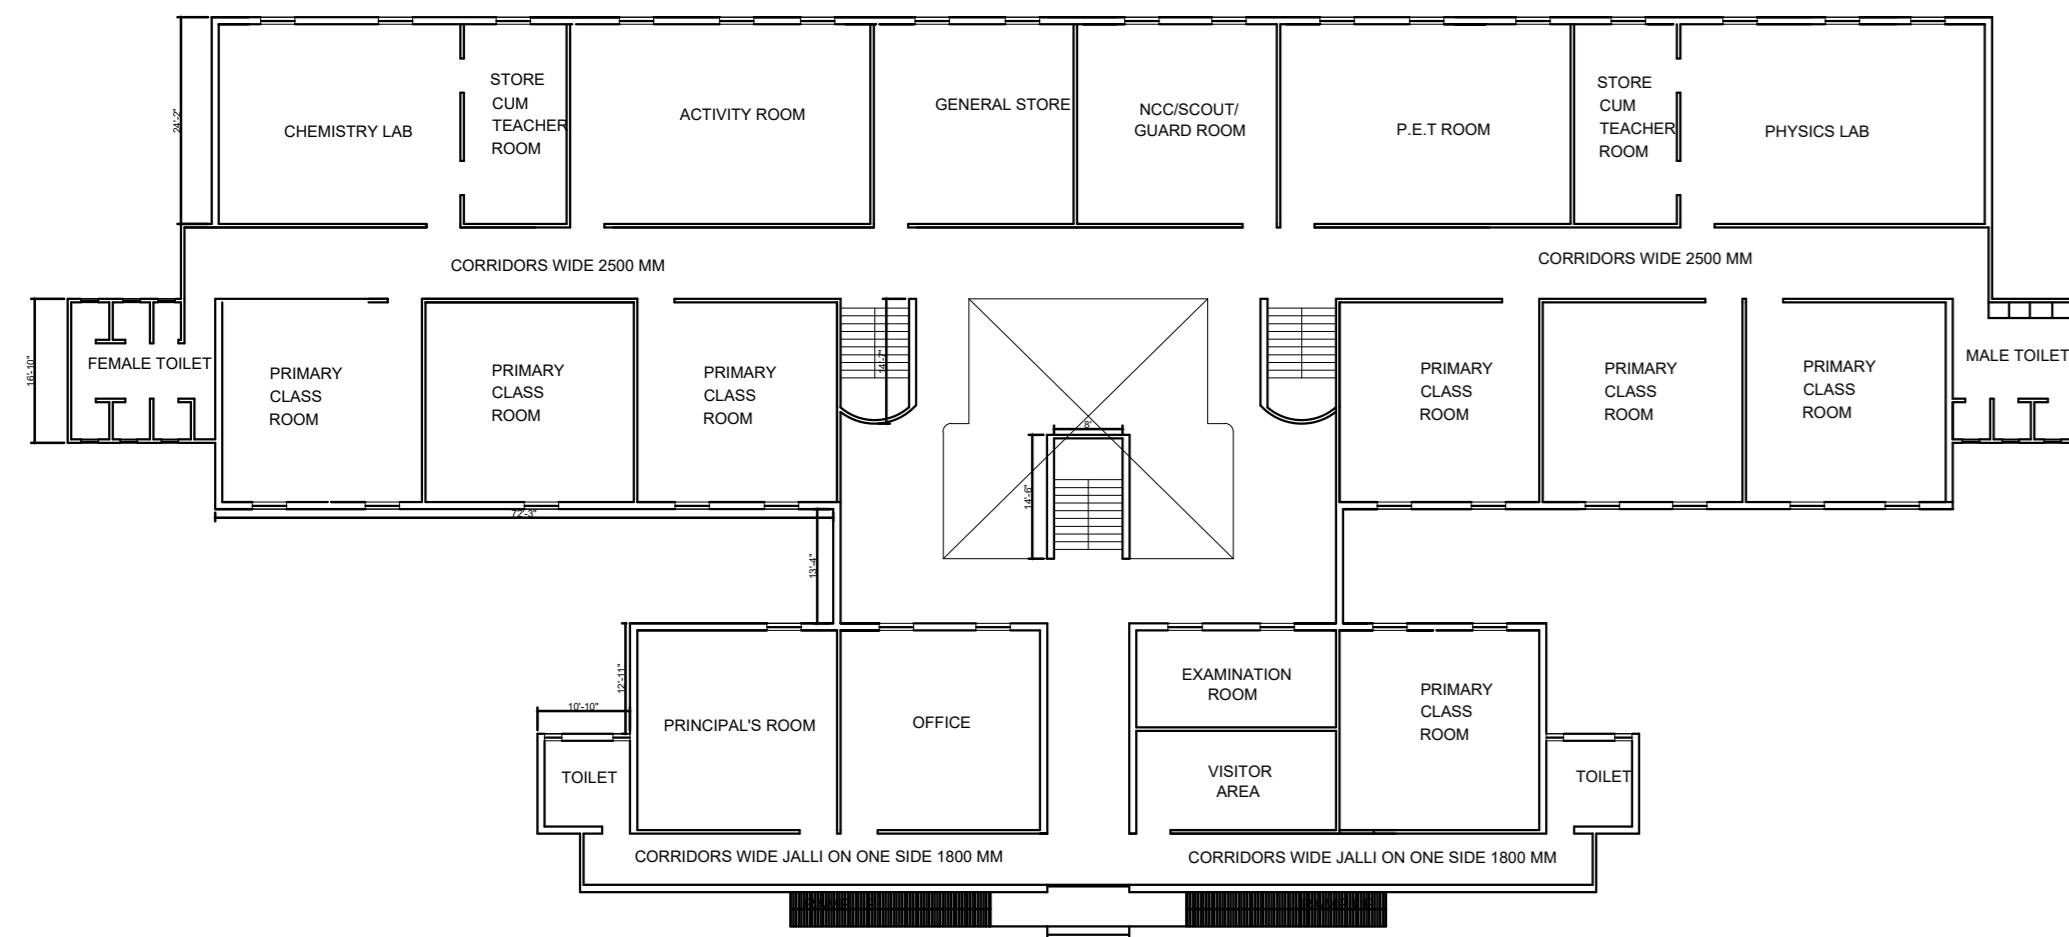 STORE
CUM
TEACHER
ROOM
STORE
CUM
TEACHER
ROOM
24'-2"
CHEMISTRY LAB
ACTIVITY ROOM
GENERAL STORE
NCC/SCOUT/
GUARD ROOM
P.E.T ROOM
PHYSICS LAB
CORRIDORS WIDE 2500 MM
CORRIDORS WIDE 2500 MM
16'-10"
FEMALE TOILET
PRIMARY
CLASS
ROOM
PRIMARY
CLASS
ROOM
PRIMARY
CLASS
ROOM
14'-7"
8'
14'-6"
PRIMARY
CLASS
ROOM
PRIMARY
CLASS
ROOM
PRIMARY
CLASS
ROOM
MALE TOILET
72'-3"
13'-4"
12'-11"
10'-10"
TOILET
PRINCIPAL'S ROOM
OFFICE
EXAMINATION
ROOM
VISITOR
AREA
PRIMARY
CLASS
ROOM
TOILET
CORRIDORS WIDE JALLI ON ONE SIDE 1800 MM
CORRIDORS WIDE JALLI ON ONE SIDE 1800 MM